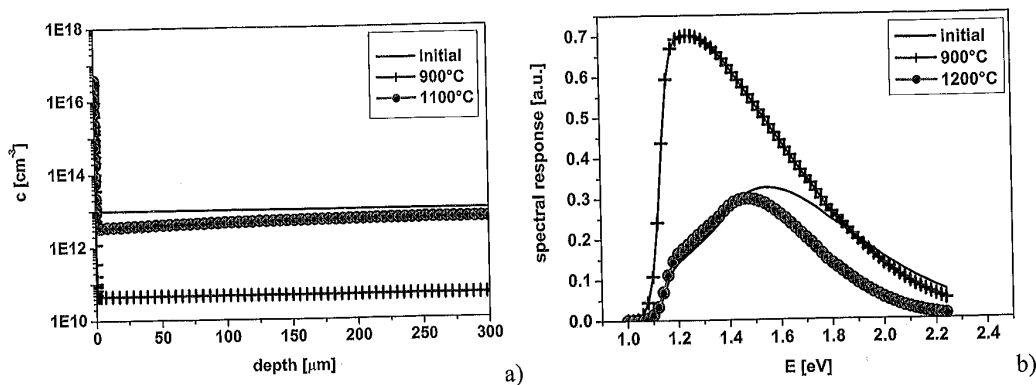 1E18
1E16
1E14
1E12
1E10
c [cm⁻³]
0
50
100
150
200
250
300
depth [µm]
initial
900°C
1100°C
a)
0.7
0.6
0.5
0.4
0.3
0.2
0.1
0.0
spectral response [a.u.]
1.0
1.2
1.4
1.6
1.8
2.0
2.2
2.4
E [eV]
initial
900°C
1200°C
b)